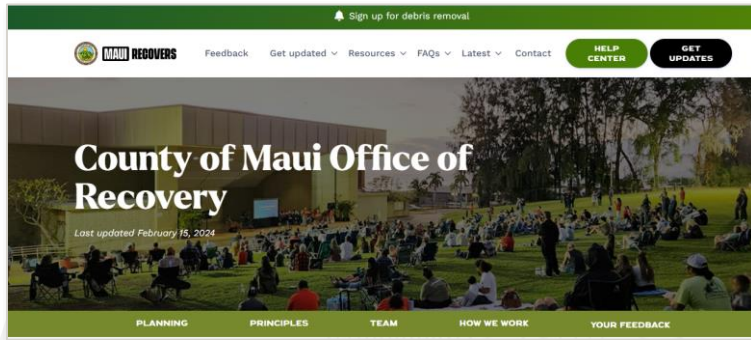 Sign up for debris removal
MAUI RECOVERS
Feedback
Get updated
Resources
FAQs
Latest
Contact
HELP
CENTER
GET
UPDATES
County of Maui Office of
Recovery
Last updated February 15, 2024
PLANNING
PRINCIPLES
TEAM
HOW WE WORK
YOUR FEEDBACK